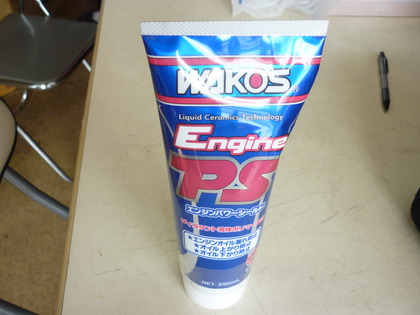 WAKO'S
Liquid Ceramics Technology
Engine
PS
エンジンパワーシールド
★エンジンオイル漏れ防止
★オイル上がり防止
★オイル下がり防止
NET. 280